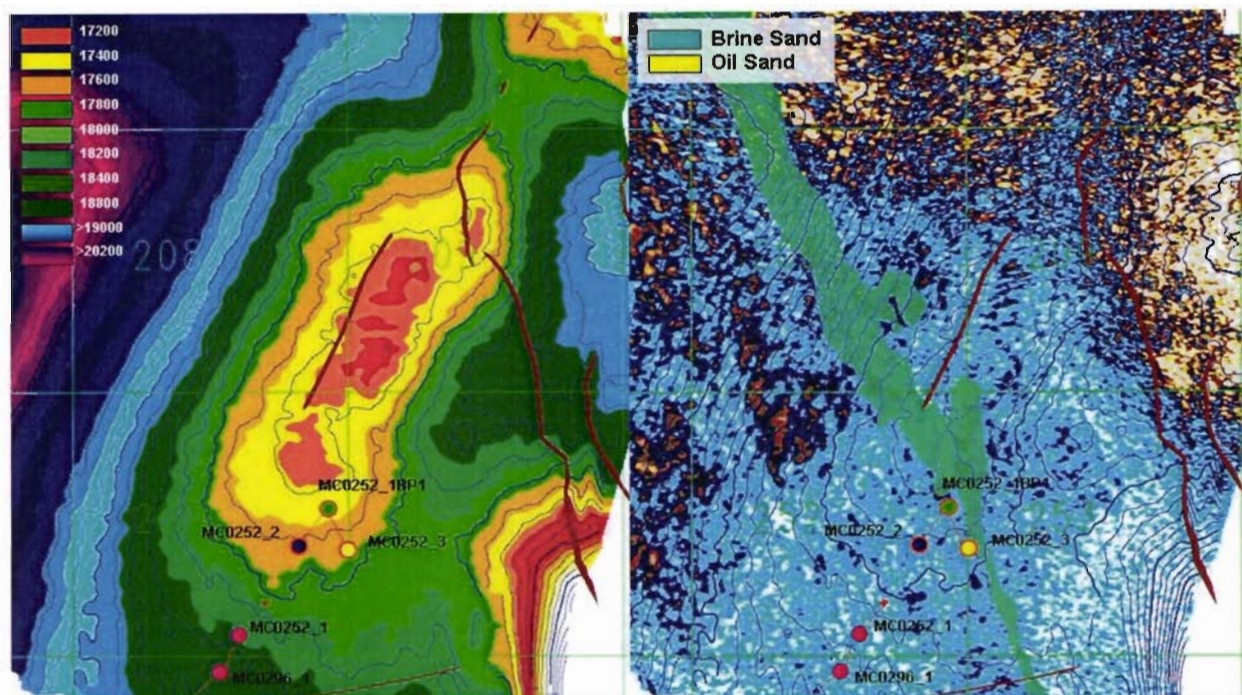 17200
17400
17600
17800
18000
18200
18400
18800
>19000
>20200
208
MC0252_1BP1
MC0252_2
MC0252_3
MC0252_1
MC0296_1
Brine Sand
Oil Sand
MC0252_1BP1
MC0252_2
MC0252_3
MC0252_1
MC0296_1